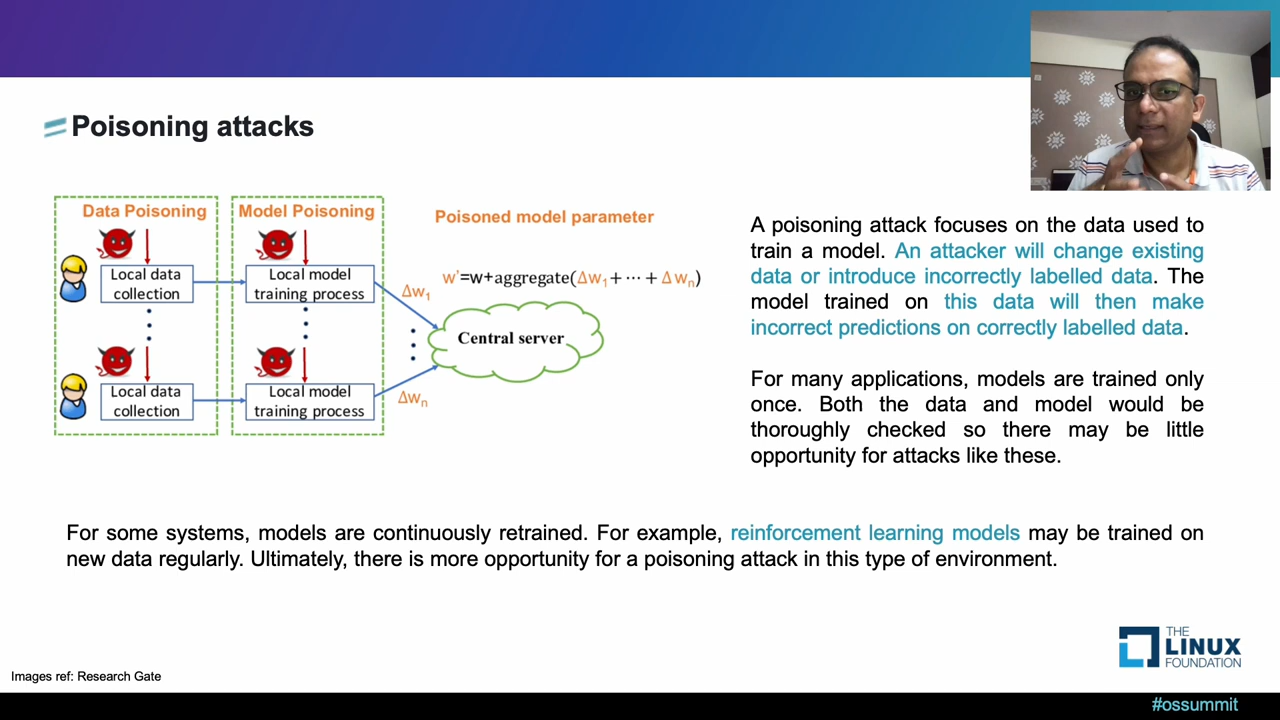 Poisoning attacks
Data Poisoning
Model Poisoning
Poisoned model parameter
Local data
collection
Local model
training process
w'=w+aggregate(Δw1+⋯+Δwn)
Δw1
Central server
Local data
collection
Local model
training process
Δwn
A poisoning attack focuses on the data used to
train a model. An attacker will change existing
data or introduce incorrectly labelled data. The
model trained on this data will then make
incorrect predictions on correctly labelled data.
For many applications, models are trained only
once. Both the data and model would be
thoroughly checked so there may be little
opportunity for attacks like these.
For some systems, models are continuously retrained. For example, reinforcement learning models may be trained on
new data regularly. Ultimately, there is more opportunity for a poisoning attack in this type of environment.
THE
LINUX
FOUNDATION
Images ref: Research Gate
#ossummit